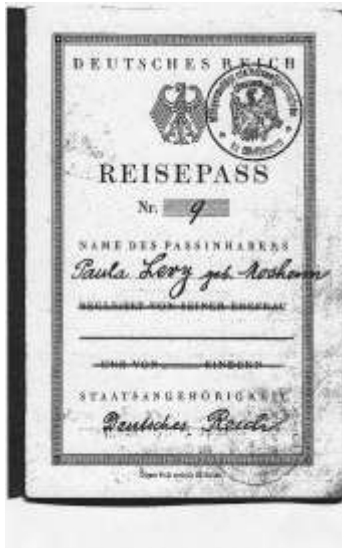 DEUTSCHES REICH
REISEPASS
Nr. 9
NAME DES PASSINHABERS
Paula Levy geb.
BEGLEITET VON SEINER EHEFRAU
UND VON KINDERN
STAATSANGEHÖRIGKEIT
Deutsches Reich